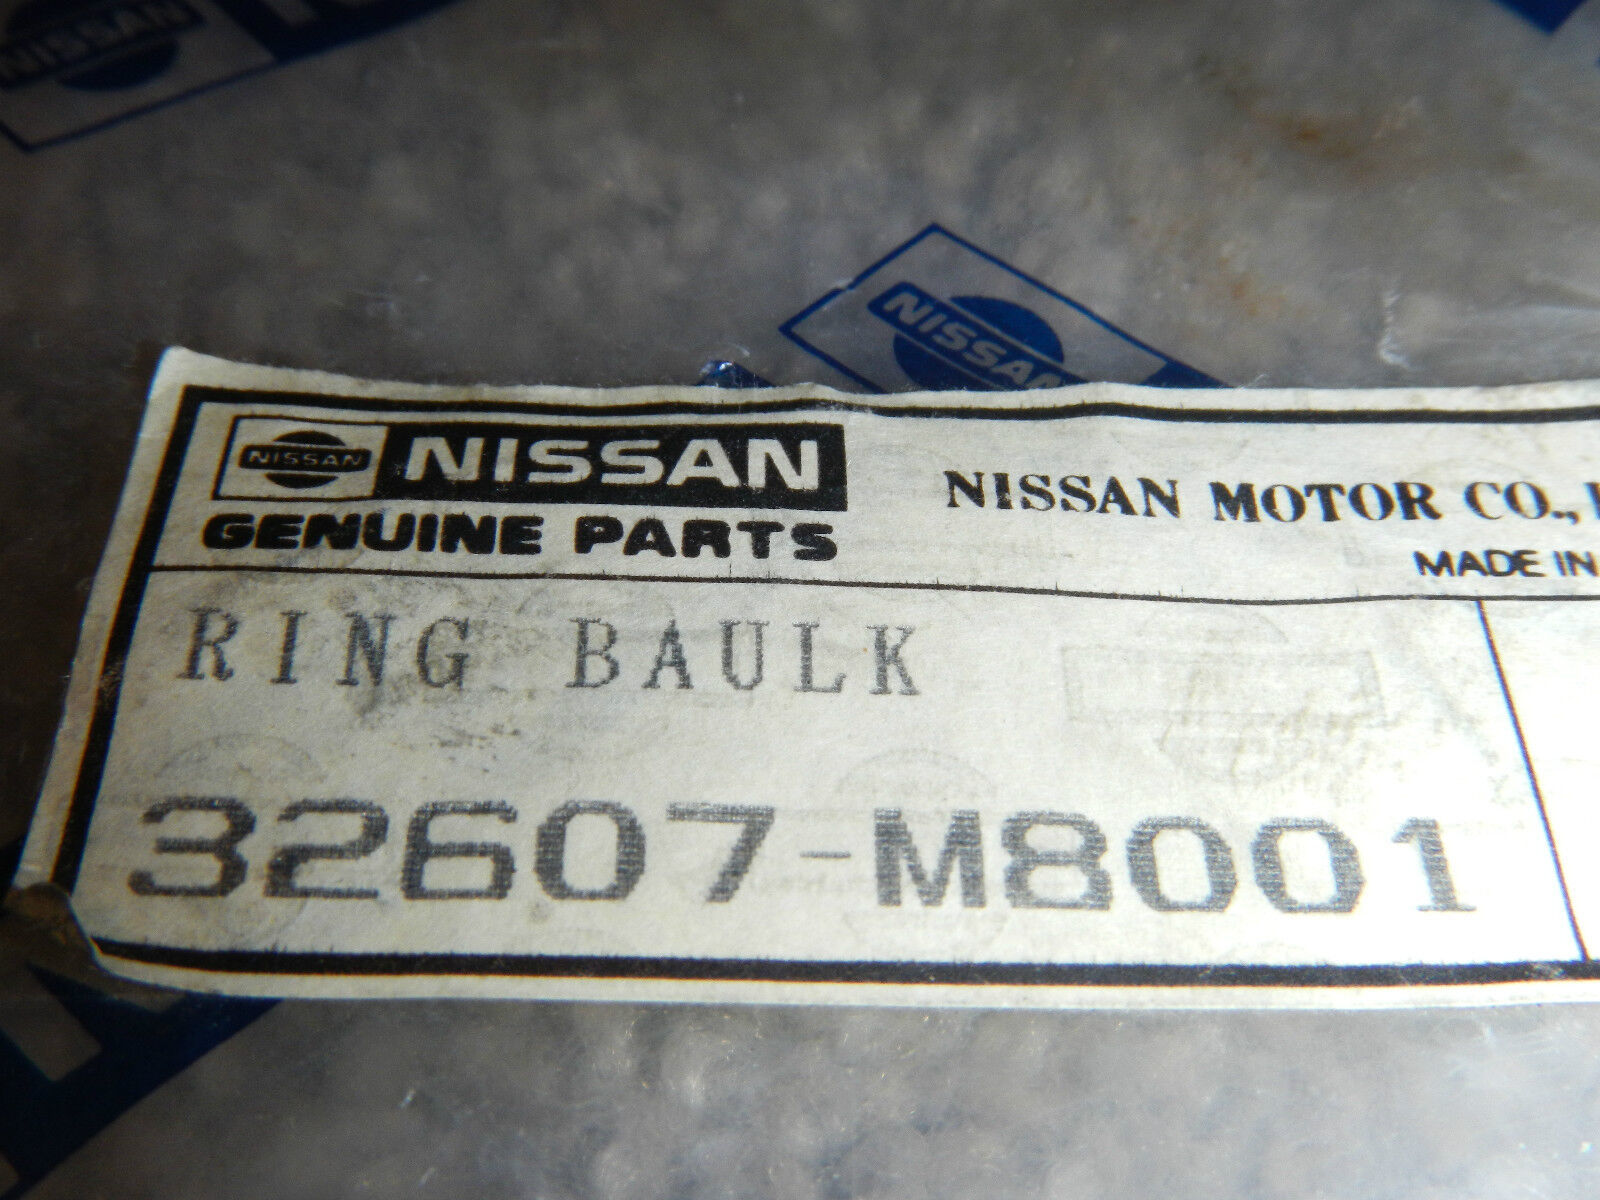 NISSAN
NISSAN
NISSAN NISSAN
GENUINE PARTS
NISSAN MOTOR CO.,
MADE IN
RING BAULK
32607-M8001